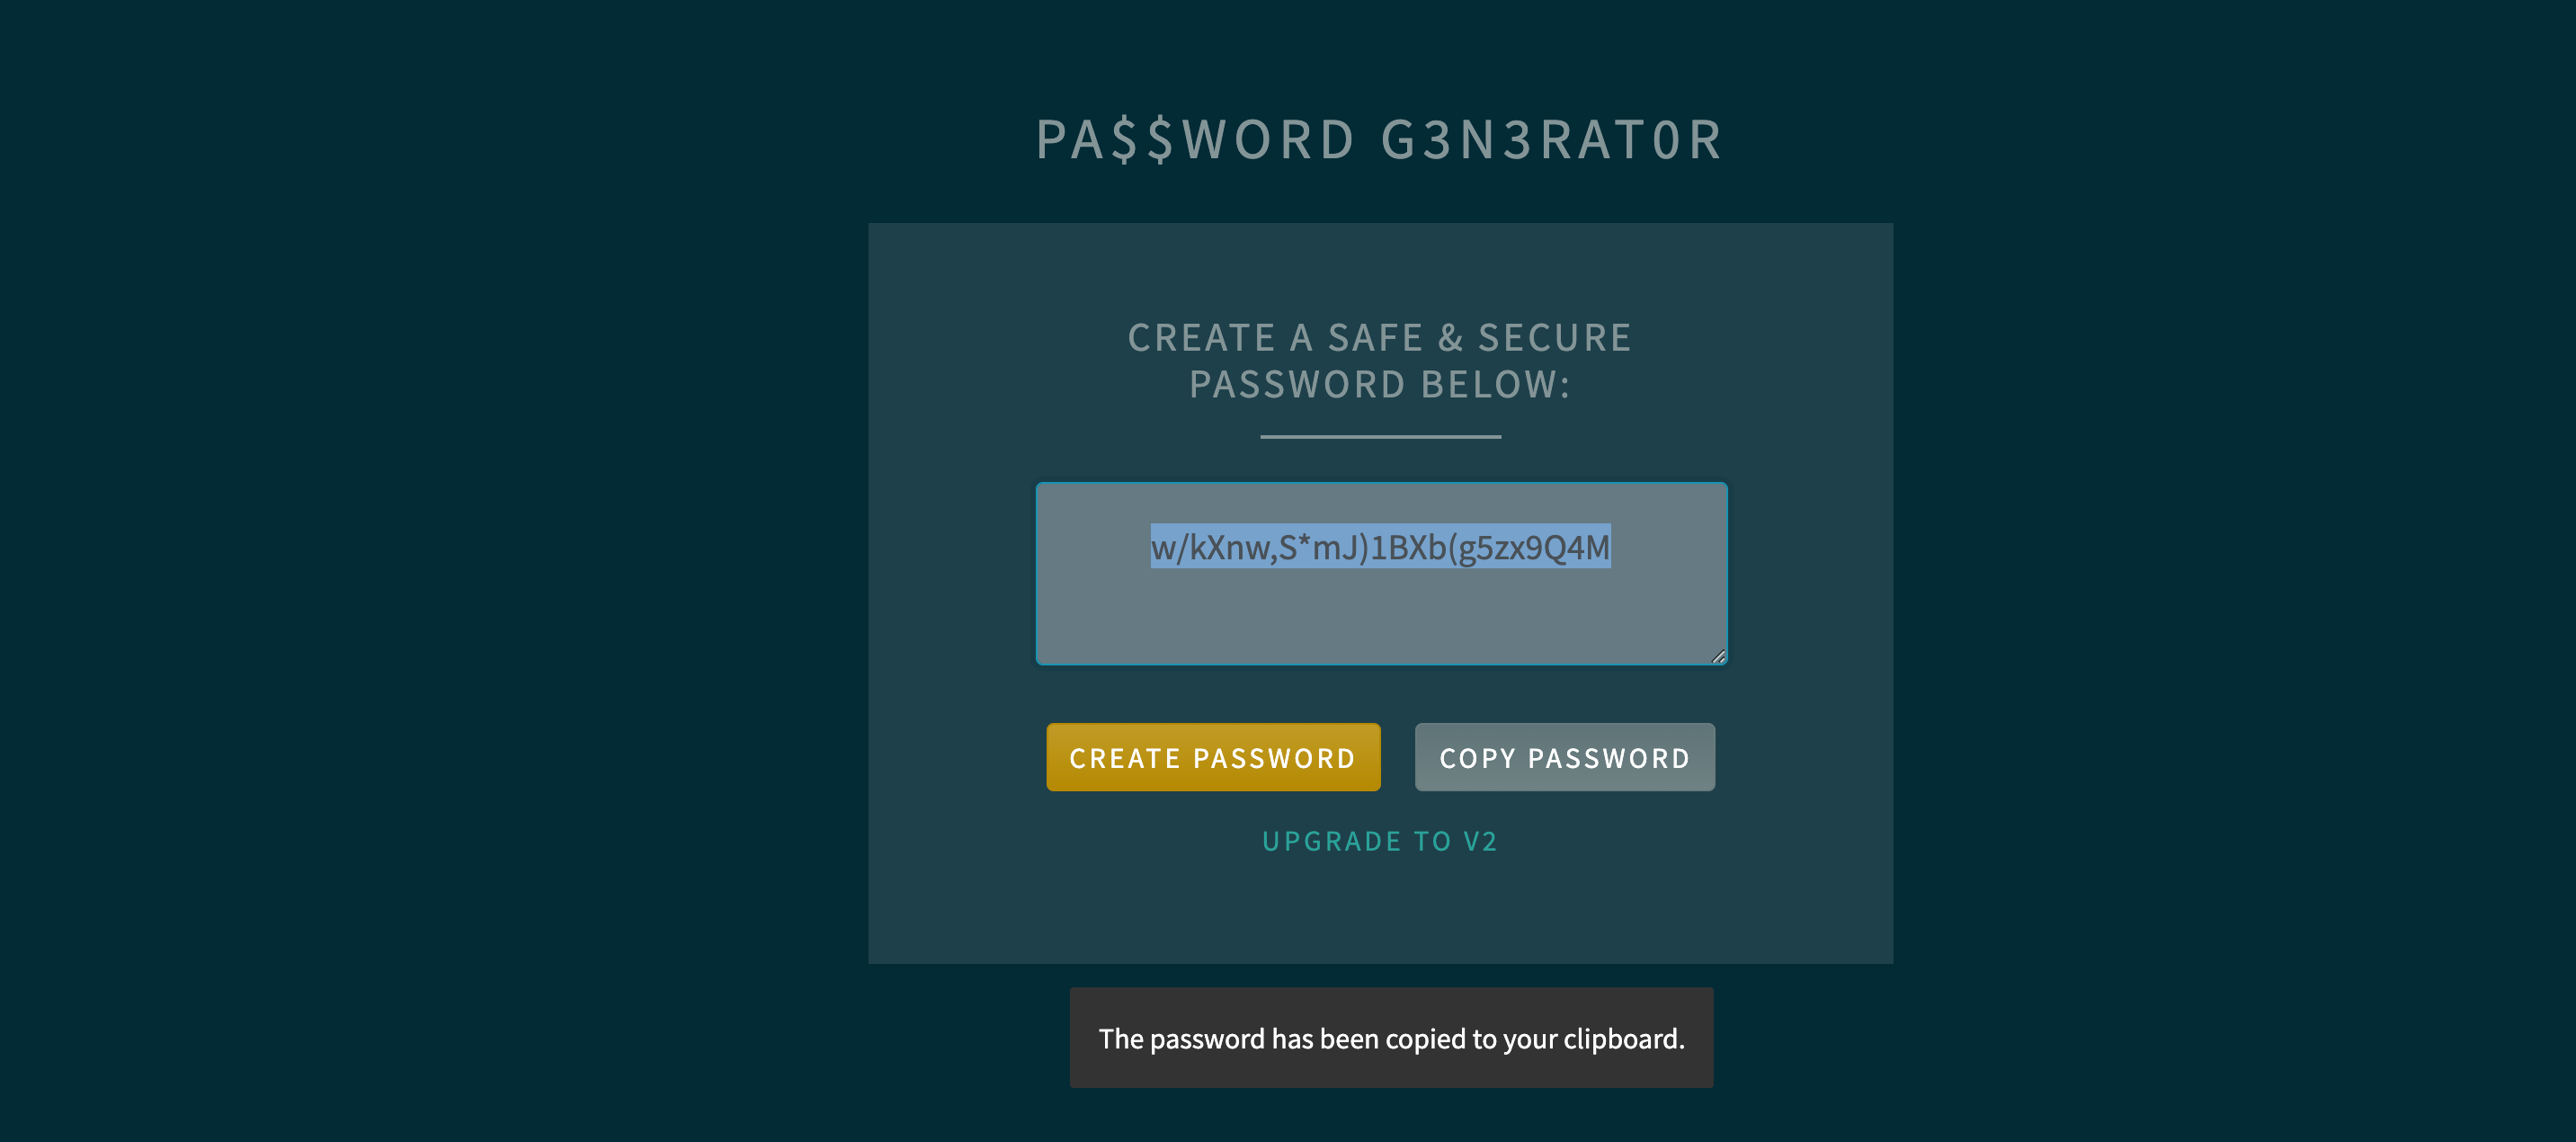 PA$$WORD G3N3RAT0R
CREATE A SAFE & SECURE
PASSWORD BELOW:
w/kXnw,S*mJ)1BXb(g5zx9Q4M
CREATE PASSWORD
COPY PASSWORD
UPGRADE TO V2
The password has been copied to your clipboard.